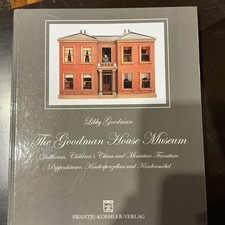 Libby Goodman
The Goodman House Museum
Dollhouses, Children's China and Miniature Furniture
Puppenhäuser, Kinderporzellan und Kindermöbel
SWANTJE-KOEHLER-VERLAG